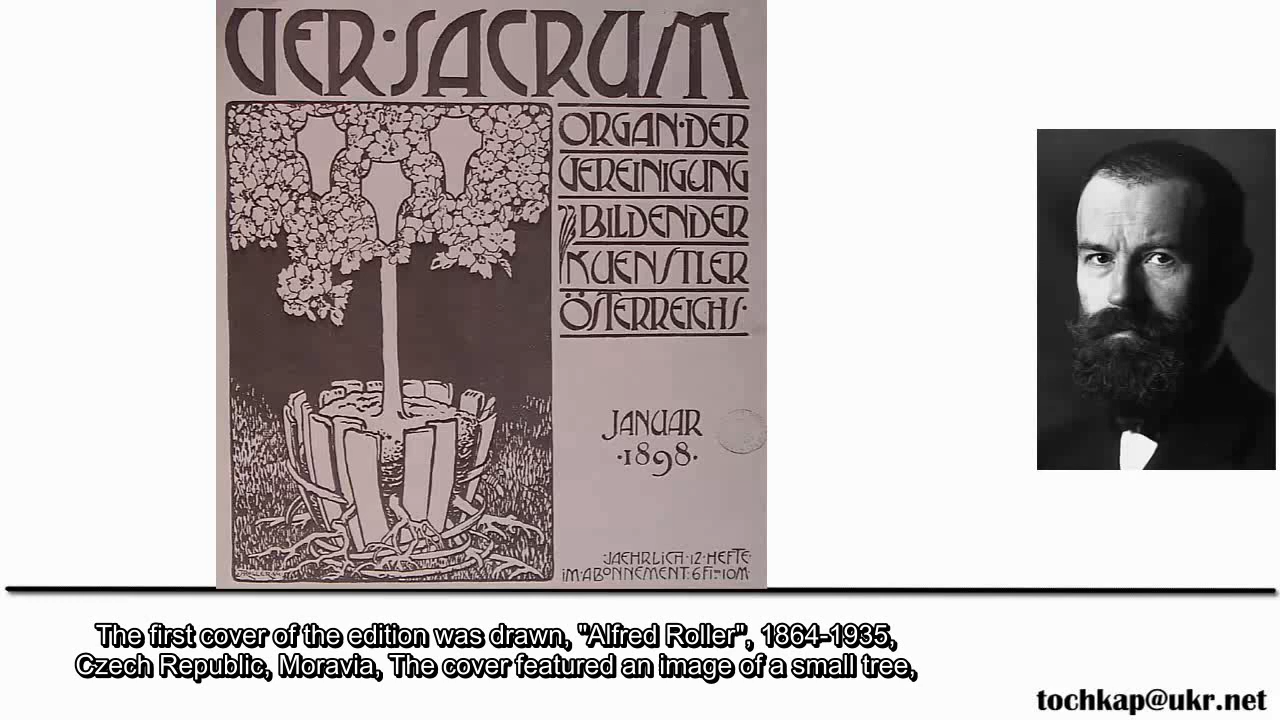 VER·SACRUM
ORGAN·DER
VEREINIGUNG
BILDENDER
KUENSTLER
ÖSTERREICHS·
JANUAR
·1898·
JAEHRLICH·12·HEFTE·
IM·ABONNEMENT:6Fl=10M
The first cover of the edition was drawn, "Alfred Roller", 1864-1935,
Czech Republic, Moravia, The cover featured an image of a small tree,
tochkap@ukr.net